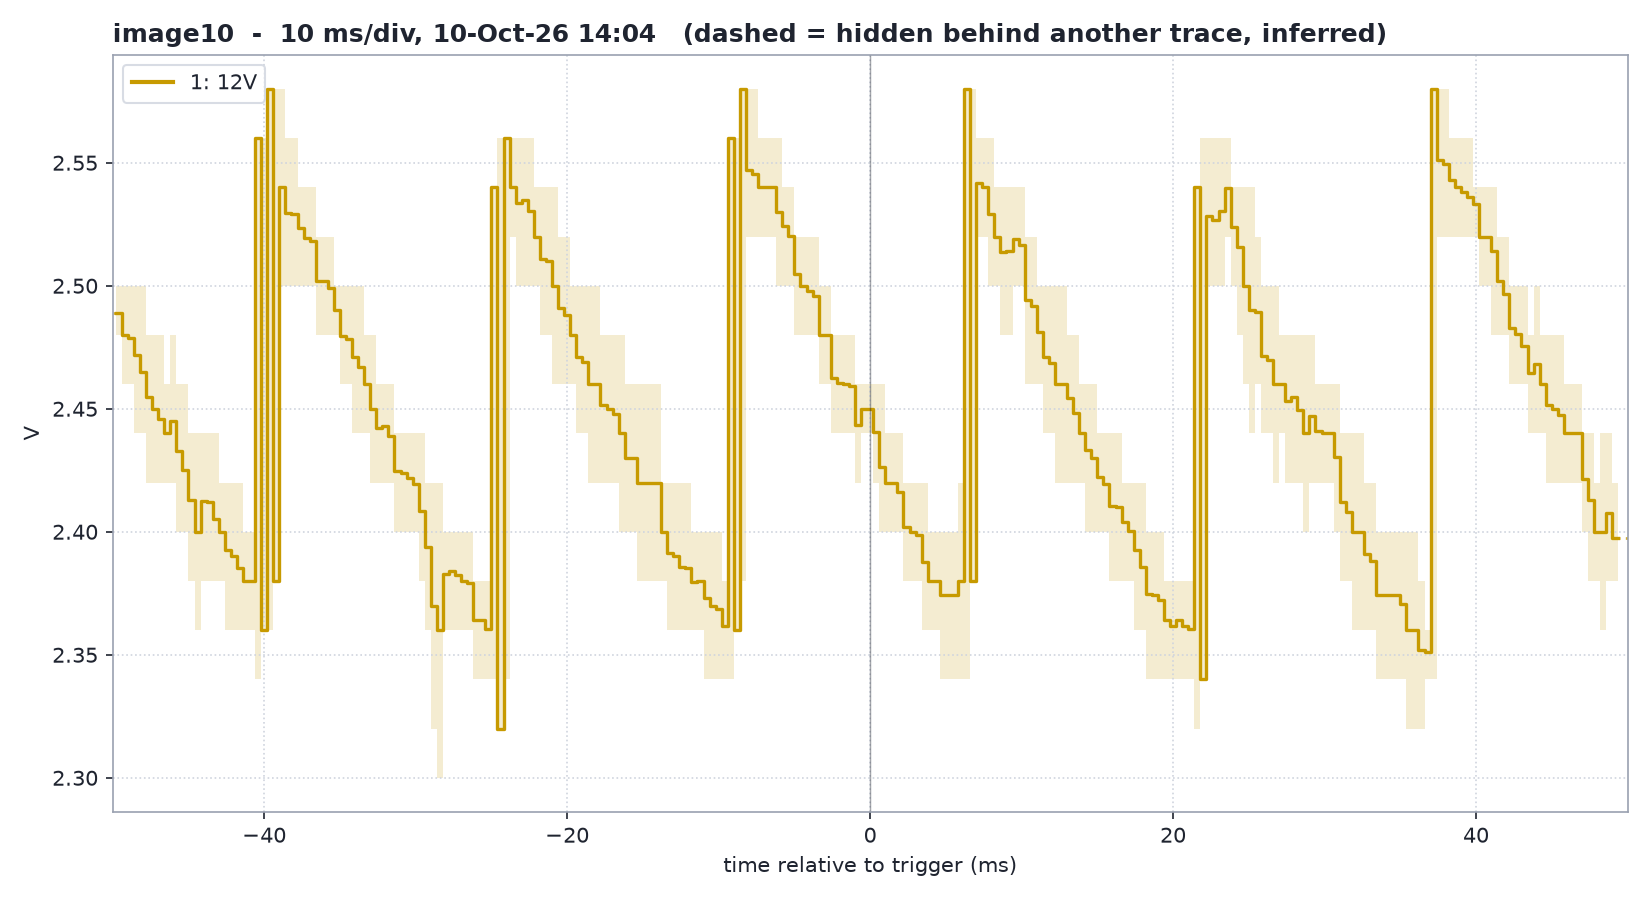 image10  -  10 ms/div, 10-Oct-26 14:04   (dashed = hidden behind another trace, inferred)
1: 12V
2.55
2.50
2.45
2.40
2.35
2.30
V
−40
−20
0
20
40
time relative to trigger (ms)